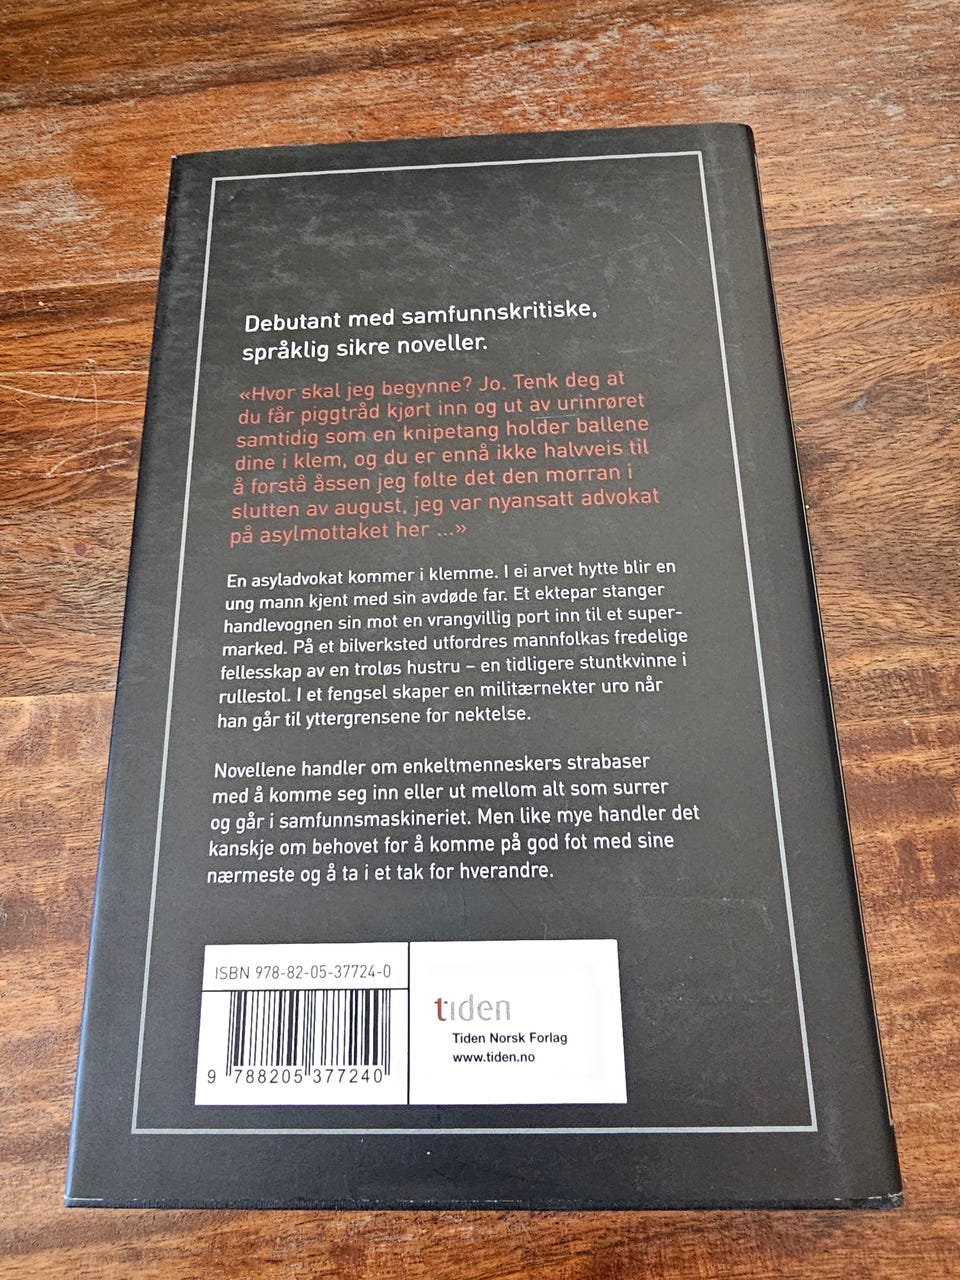 Debutant med samfunnskritiske,
språklig sikre noveller.
«Hvor skal jeg begynne? Jo. Tenk deg at
du får piggtråd kjørt inn og ut av urinrøret
samtidig som en knipetang holder ballene
dine i klem, og du er ennå ikke halvveis til
å forstå åssen jeg følte det den morran i
slutten av august, jeg var nyansatt advokat
på asylmottaket her ...»
En asyladvokat kommer i klemme. I ei arvet hytte blir en
ung mann kjent med sin avdøde far. Et ektepar stanger
handlevognen sin mot en vrangvillig port inn til et super-
marked. På et bilverksted utfordres mannfolkas fredelige
fellesskap av en troløs hustru – en tidligere stuntkvinne i
rullestol. I et fengsel skaper en militærnekter uro når
han går til yttergrensene for nektelse.
Novellene handler om enkeltmenneskers strabaser
med å komme seg inn eller ut mellom alt som surrer
og går i samfunnsmaskineriet. Men like mye handler det
kanskje om behovet for å komme på god fot med sine
nærmeste og å ta i et tak for hverandre.
ISBN 978-82-05-37724-0
9 788205 377240
tiden
Tiden Norsk Forlag
www.tiden.no